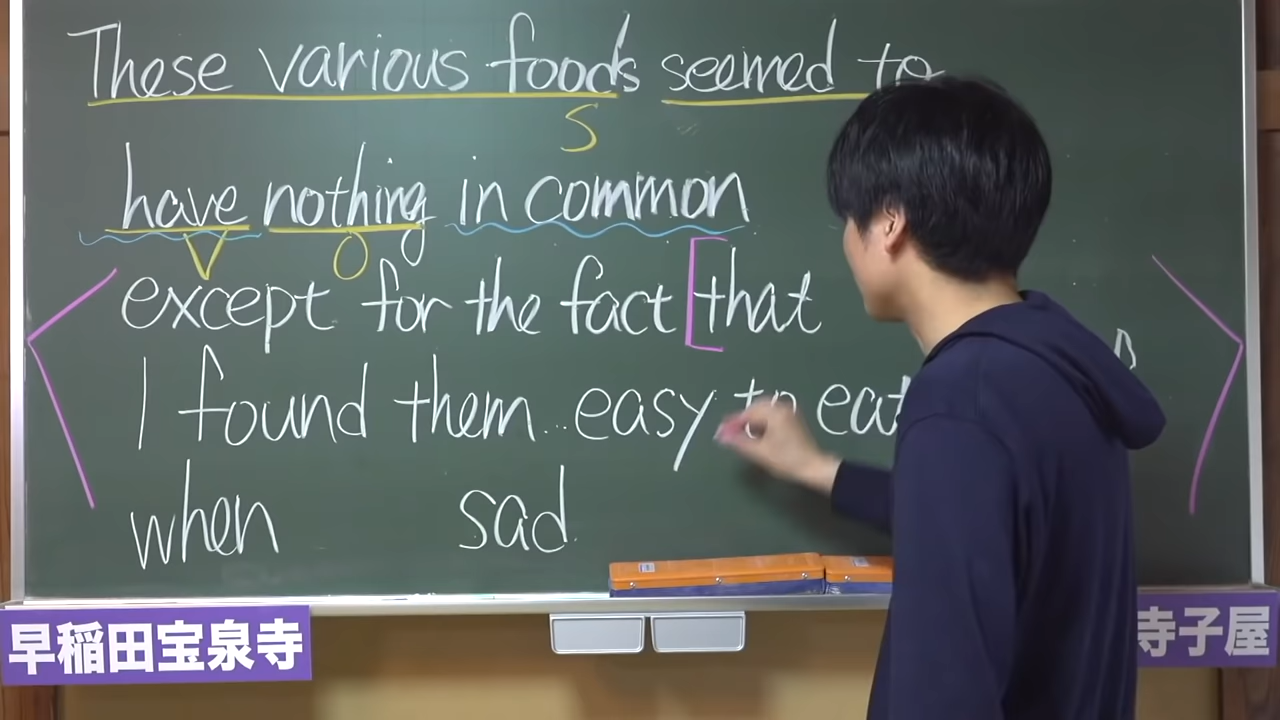 These various foods seemed to
S
have nothing in common
V O
except for the fact [that
I found them easy to eat
when sad.
早稲田宝泉寺
寺子屋